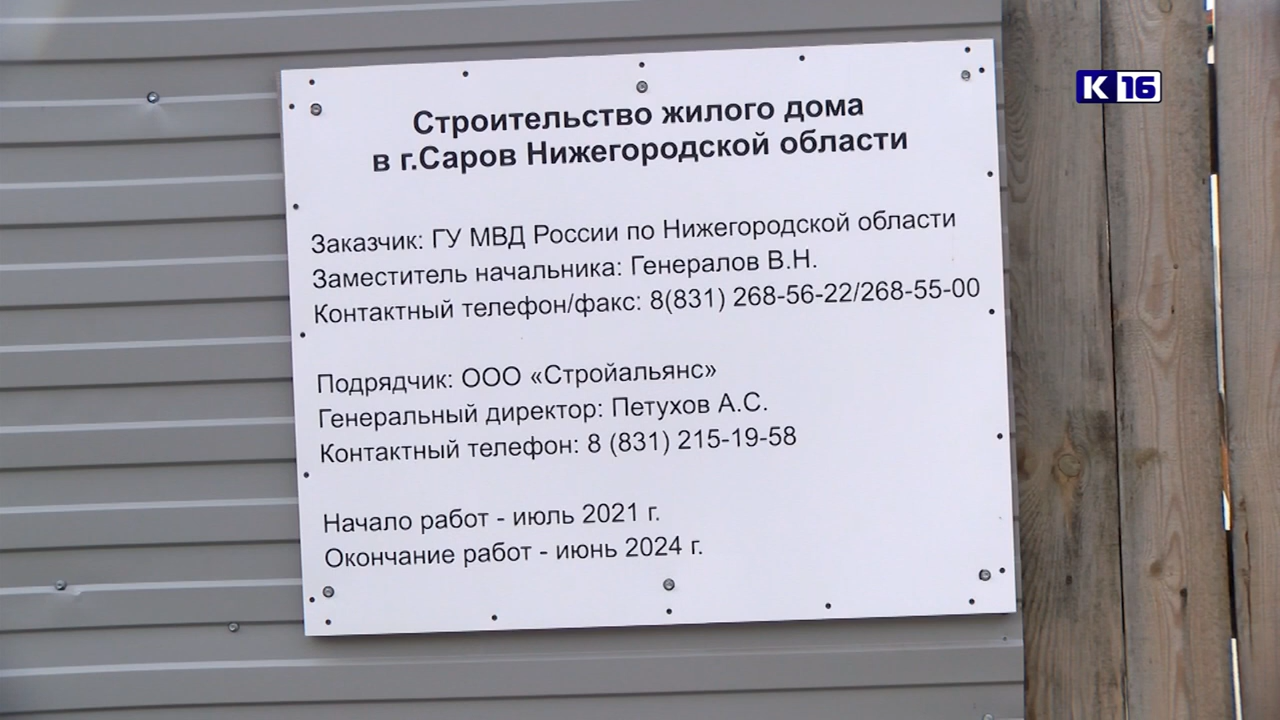 К 16
Строительство жилого дома
в г.Саров Нижегородской области
Заказчик: ГУ МВД России по Нижегородской области
Заместитель начальника: Генералов В.Н.
Контактный телефон/факс: 8(831) 268-56-22/268-55-00
Подрядчик: ООО «Стройальянс»
Генеральный директор: Петухов А.С.
Контактный телефон: 8 (831) 215-19-58
Начало работ - июль 2021 г.
Окончание работ - июнь 2024 г.